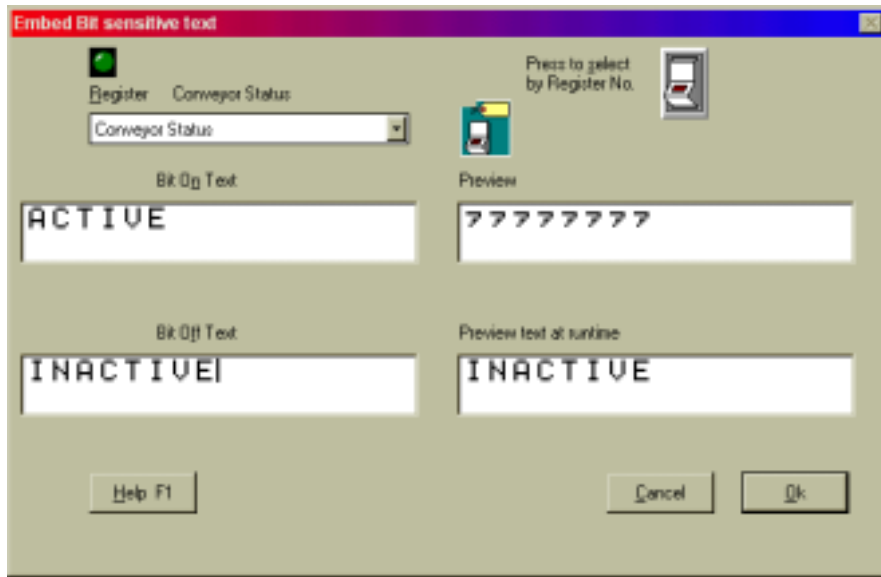 Embed Bit sensitive text
Press to select
by Register No.
Register Conveyor Status
Conveyor Status
Bit On Text
Preview
ACTIVE
77777777
Bit Off Text
Preview text at runtime
INACTIVE
INACTIVE
Help F1
Cancel
Ok